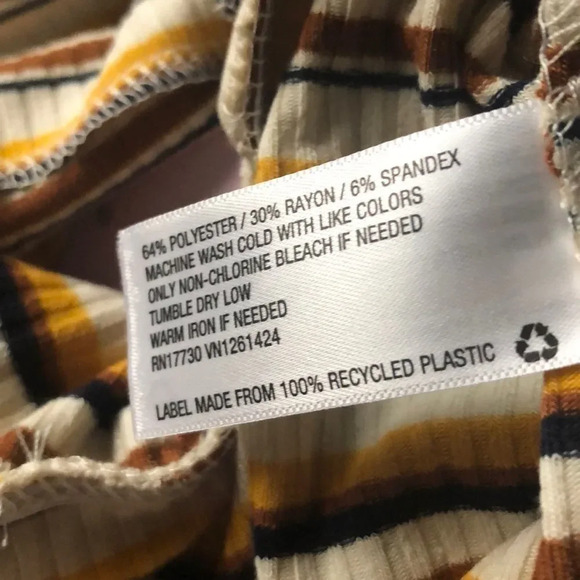 64% POLYESTER / 30% RAYON / 6% SPANDEX
MACHINE WASH COLD WITH LIKE COLORS
ONLY NON-CHLORINE BLEACH IF NEEDED
TUMBLE DRY LOW
WARM IRON IF NEEDED
RN17730 VN1261424
LABEL MADE FROM 100% RECYCLED PLASTIC